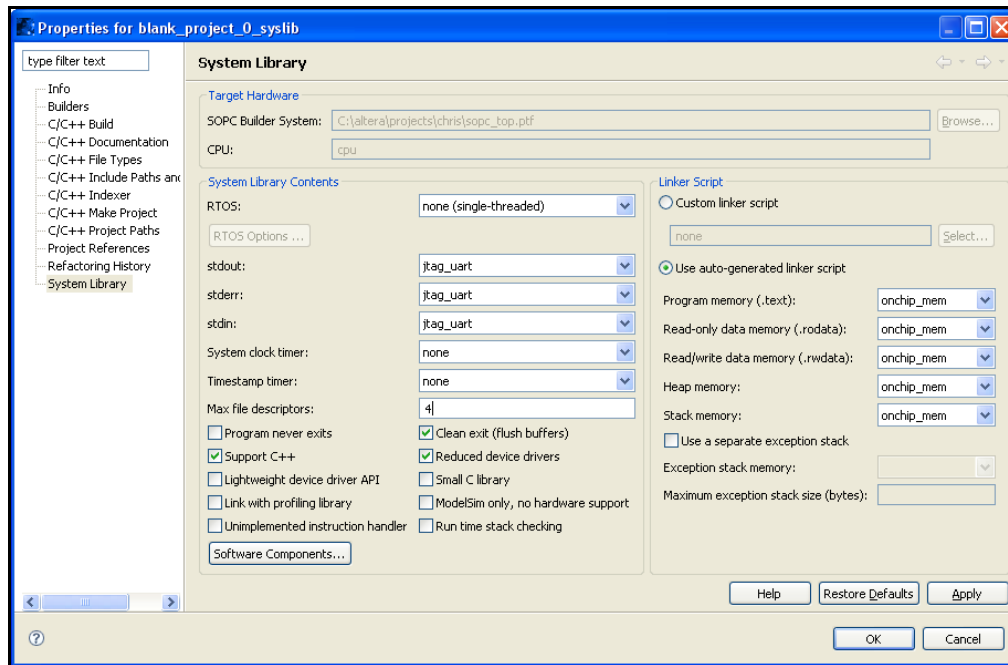 Properties for blank_project_0_syslib
type filter text
Info
Builders
C/C++ Build
C/C++ Documentation
C/C++ File Types
C/C++ Include Paths and
C/C++ Indexer
C/C++ Make Project
C/C++ Project Paths
Project References
Refactoring History
System Library
System Library
Target Hardware
SOPC Builder System: C:\altera\projects\chris\sopc_top.ptf Browse...
CPU: cpu
System Library Contents
RTOS: none (single-threaded)
RTOS Options ...
stdout: jtag_uart
stderr: jtag_uart
stdin: jtag_uart
System clock timer: none
Timestamp timer: none
Max file descriptors: 4
Program never exits Clean exit (flush buffers)
Support C++ Reduced device drivers
Lightweight device driver API Small C library
Link with profiling library ModelSim only, no hardware support
Unimplemented instruction handler Run time stack checking
Software Components...
Linker Script
Custom linker script
none Select...
Use auto-generated linker script
Program memory (.text): onchip_mem
Read-only data memory (.rodata): onchip_mem
Read/write data memory (.rwdata): onchip_mem
Heap memory: onchip_mem
Stack memory: onchip_mem
Use a separate exception stack
Exception stack memory:
Maximum exception stack size (bytes):
Help Restore Defaults Apply
? OK Cancel